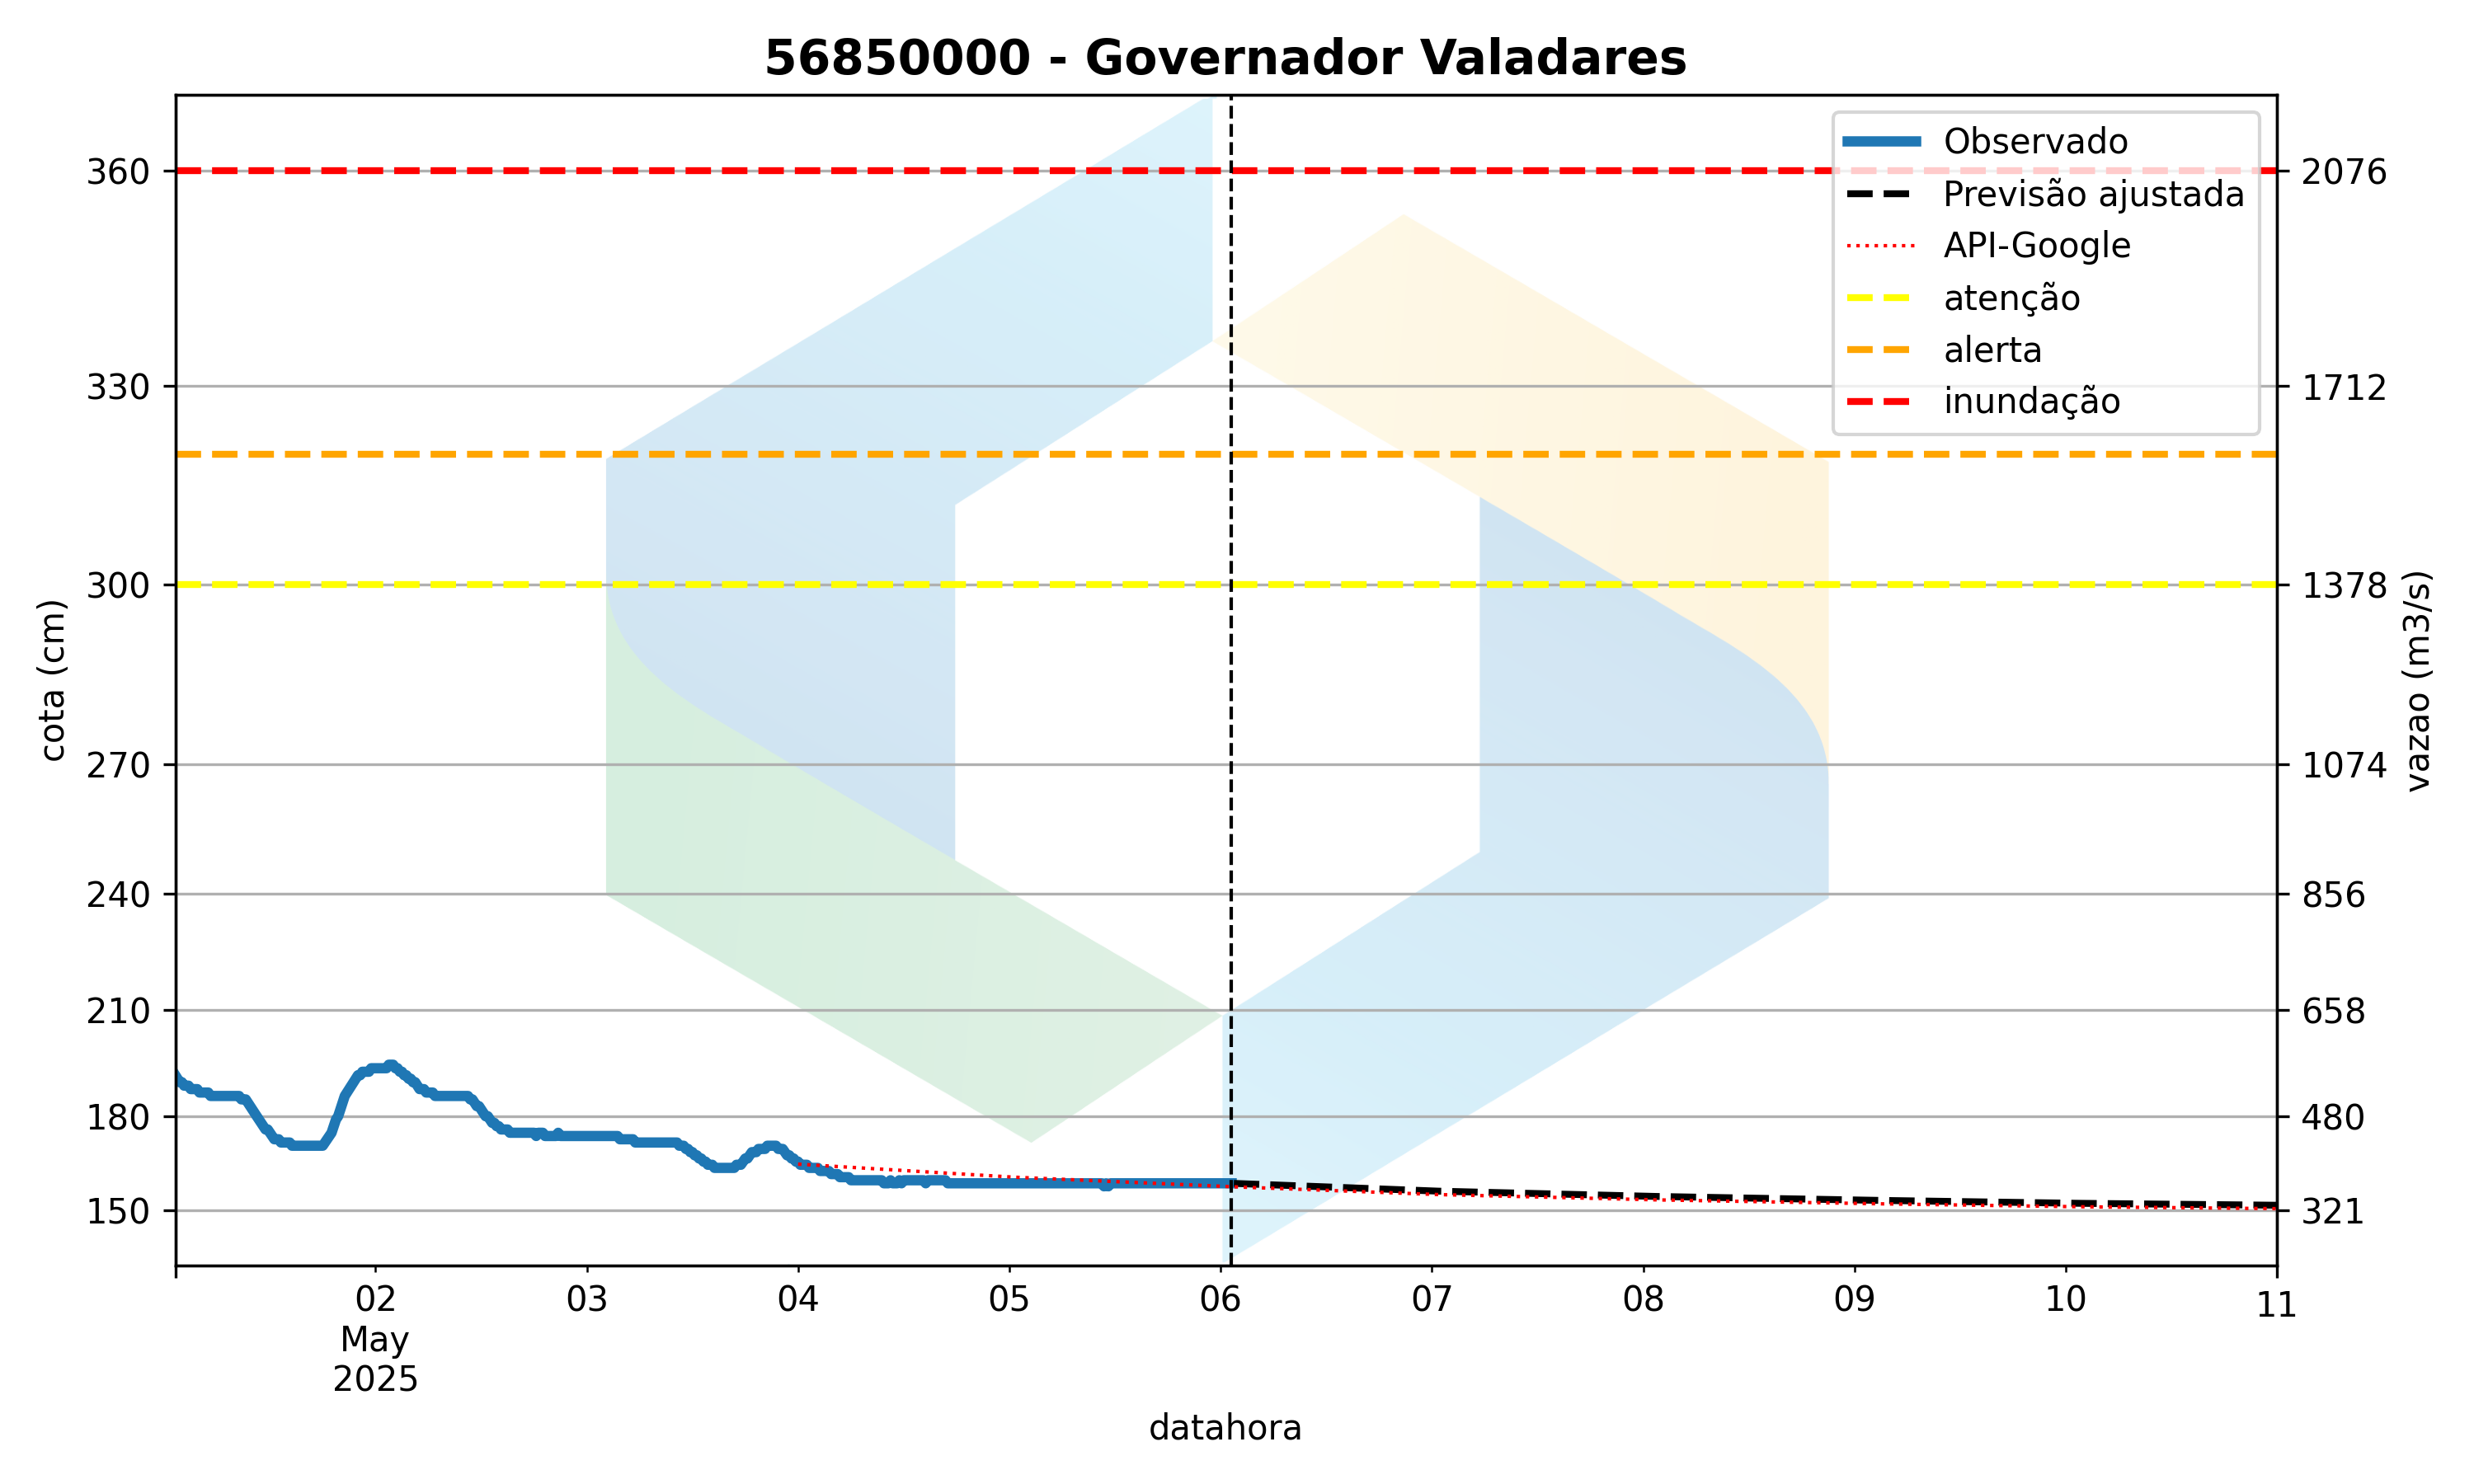 56850000 - Governador Valadares
Observado
Previsão ajustada
API-Google
atenção
alerta
inundação
360
330
300
270
240
210
180
150
cota (cm)
2076
1712
1378
1074
856
658
480
321
vazao (m3/s)
02
03
04
05
06
07
08
09
10
11
May
2025
datahora